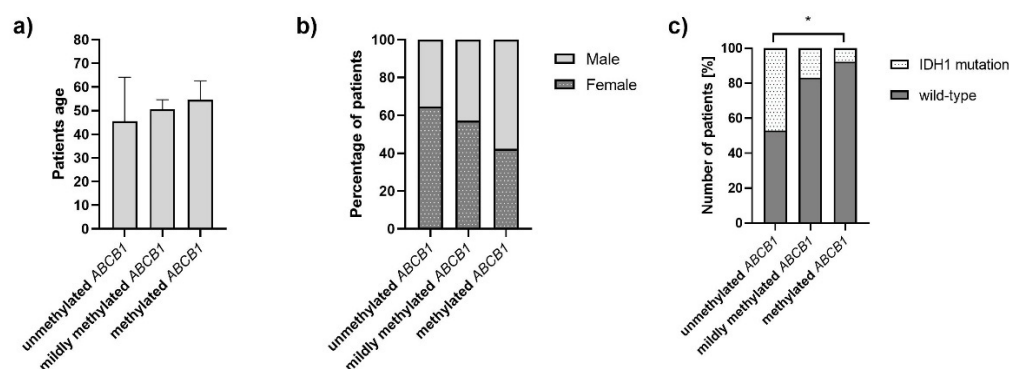 a)
Patients age
80
70
60
50
40
30
20
10
0
unmethylated ABCB1
mildly methylated ABCB1
methylated ABCB1
b)
Percentage of patients
100
80
60
40
20
0
unmethylated ABCB1
mildly methylated ABCB1
methylated ABCB1
Male
Female
c)
*
Number of patients [%]
100
80
60
40
20
0
unmethylated ABCB1
mildly methylated ABCB1
methylated ABCB1
IDH1 mutation
wild-type